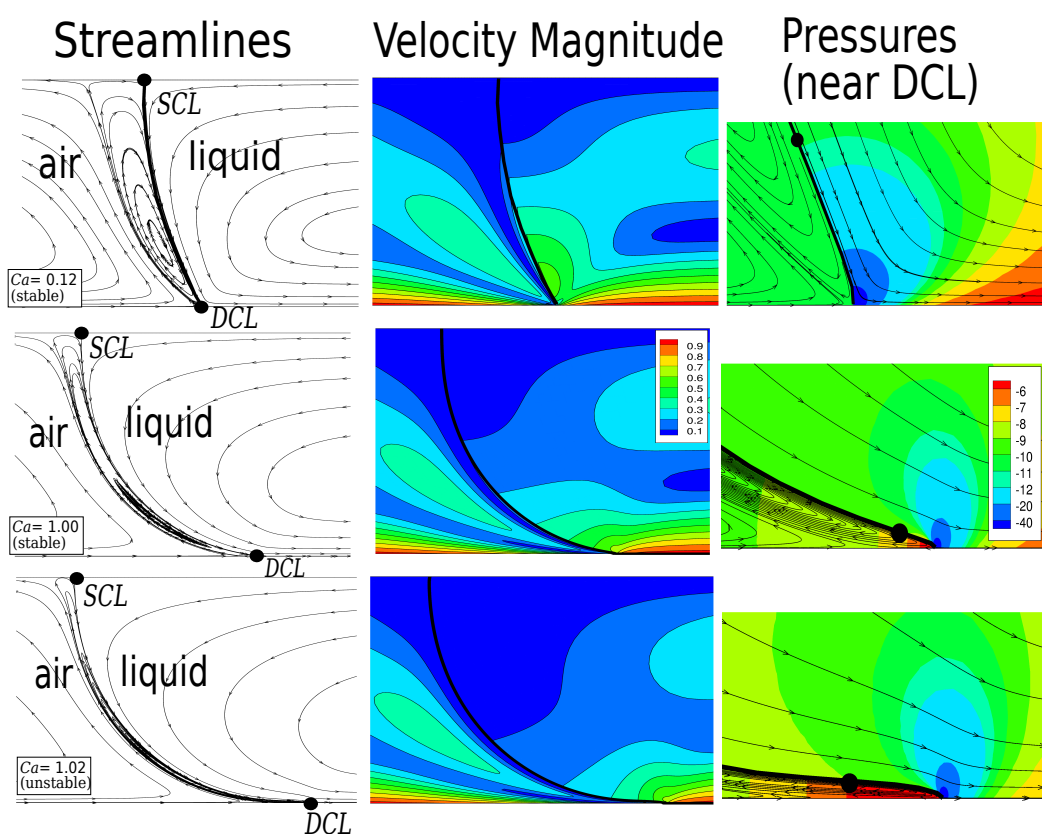 Streamlines
Velocity Magnitude
Pressures
(near DCL)
SCL
air
liquid
Ca= 0.12
(stable)
DCL
SCL
air
liquid
Ca= 1.00
(stable)
DCL
0.9
0.8
0.7
0.6
0.5
0.4
0.3
0.2
0.1
-6
-7
-8
-9
-10
-11
-12
-20
-40
SCL
air
liquid
Ca= 1.02
(unstable)
DCL